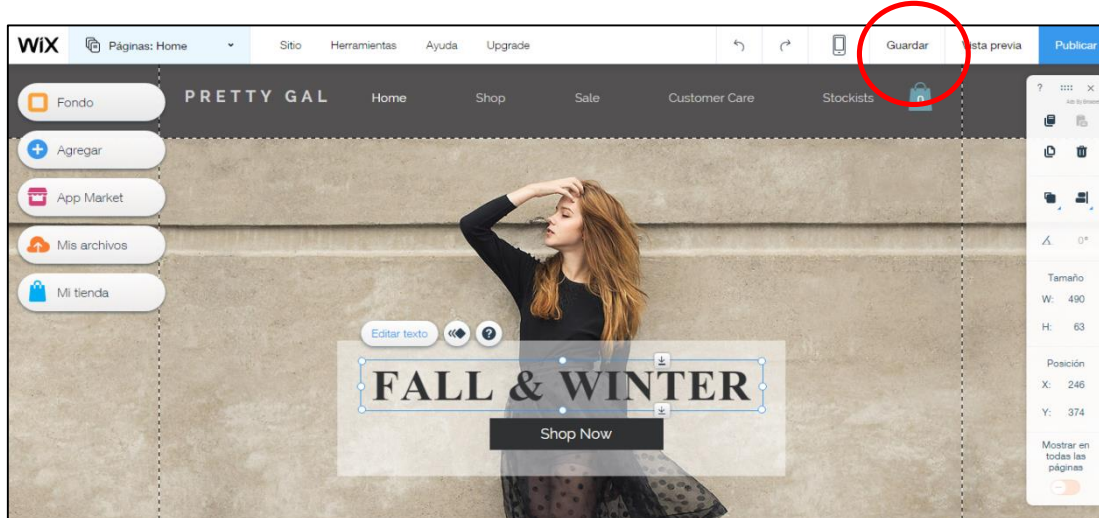 WiX Páginas: Home Sitio Herramientas Ayuda Upgrade Guardar Vista previa Publicar
PRETTY GAL Home Shop Sale Customer Care Stockists 0
Fondo
Agregar
App Market
Mis archivos
Mi tienda
Editar texto ?
FALL & WINTER
Shop Now
? ×
0°
Tamaño
W: 490
H: 63
Posición
X: 246
Y: 374
Mostrar en
todas las
páginas